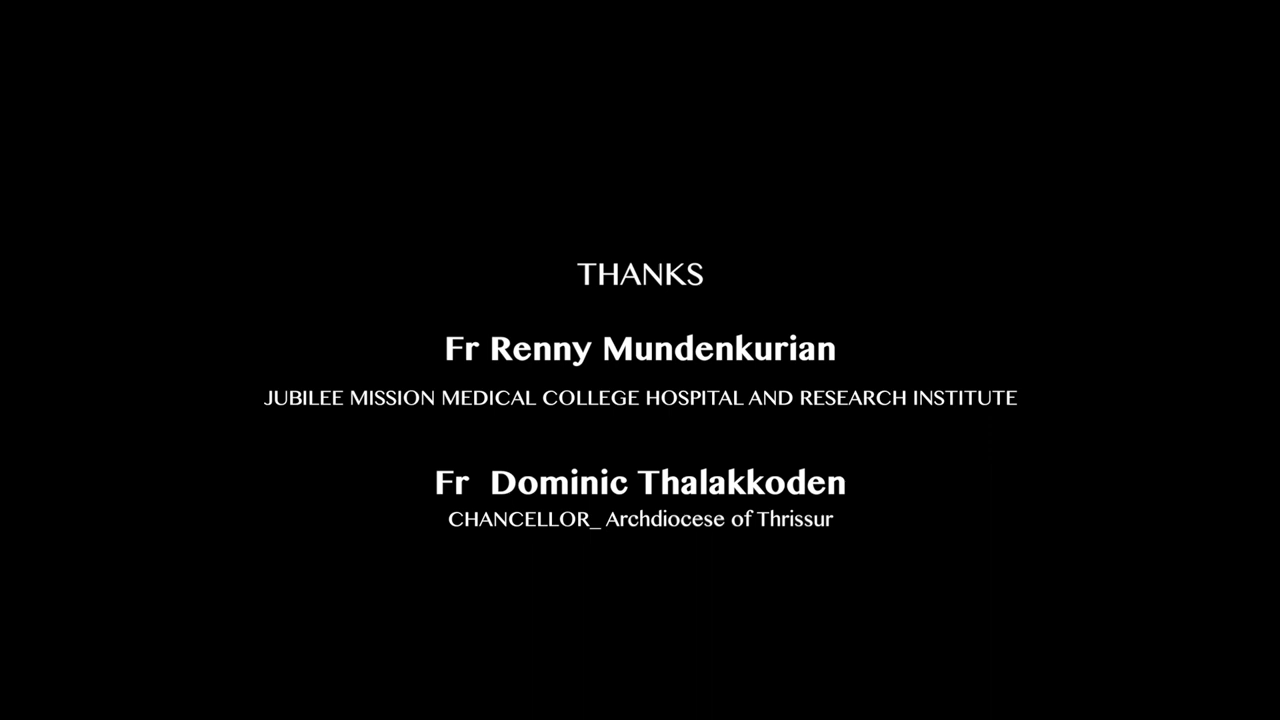 THANKS
Fr Renny Mundenkurian
JUBILEE MISSION MEDICAL COLLEGE HOSPITAL AND RESEARCH INSTITUTE
Fr  Dominic Thalakkoden
CHANCELLOR_ Archdiocese of Thrissur